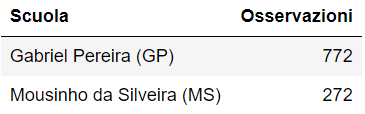 Scuola Osservazioni
Gabriel Pereira (GP) 772
Mousinho da Silveira (MS) 272